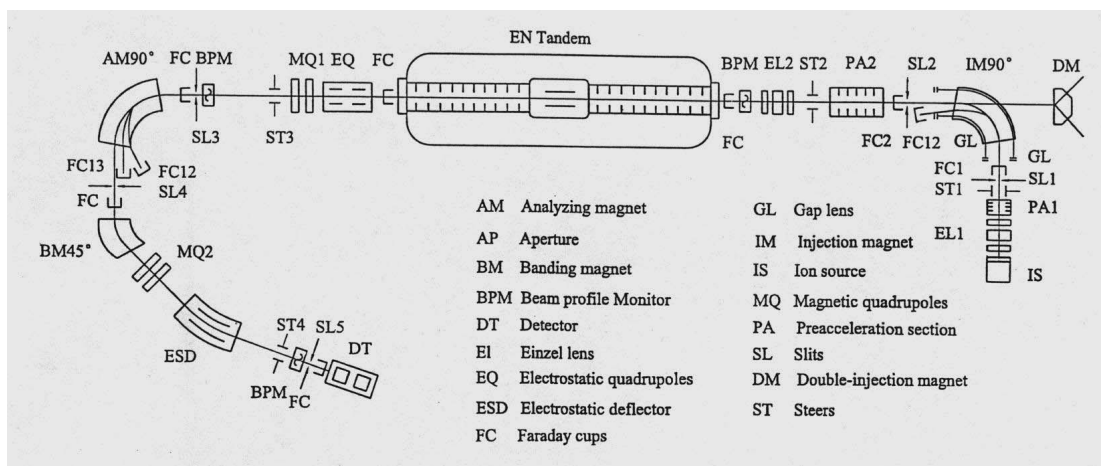 EN Tandem
AM90°
FC BPM
MQ1 EQ
FC
BPM EL2 ST2 PA2 SL2 IM90° DM
SL3
ST3
FC
FC2 FC12
GL
GL
FC13
FC12
SL4
FC
FC1
ST1
SL1
PA1
EL1
IS
BM45°
MQ2
ESD
ST4
SL5
DT
BPM
FC
AM Analyzing magnet
AP Aperture
BM Banding magnet
BPM Beam profile Monitor
DT Detector
EI Einzel lens
EQ Electrostatic quadrupoles
ESD Electrostatic deflector
FC Faraday cups
GL Gap lens
IM Injection magnet
IS Ion source
MQ Magnetic quadrupoles
PA Preacceleration section
SL Slits
DM Double-injection magnet
ST Steers